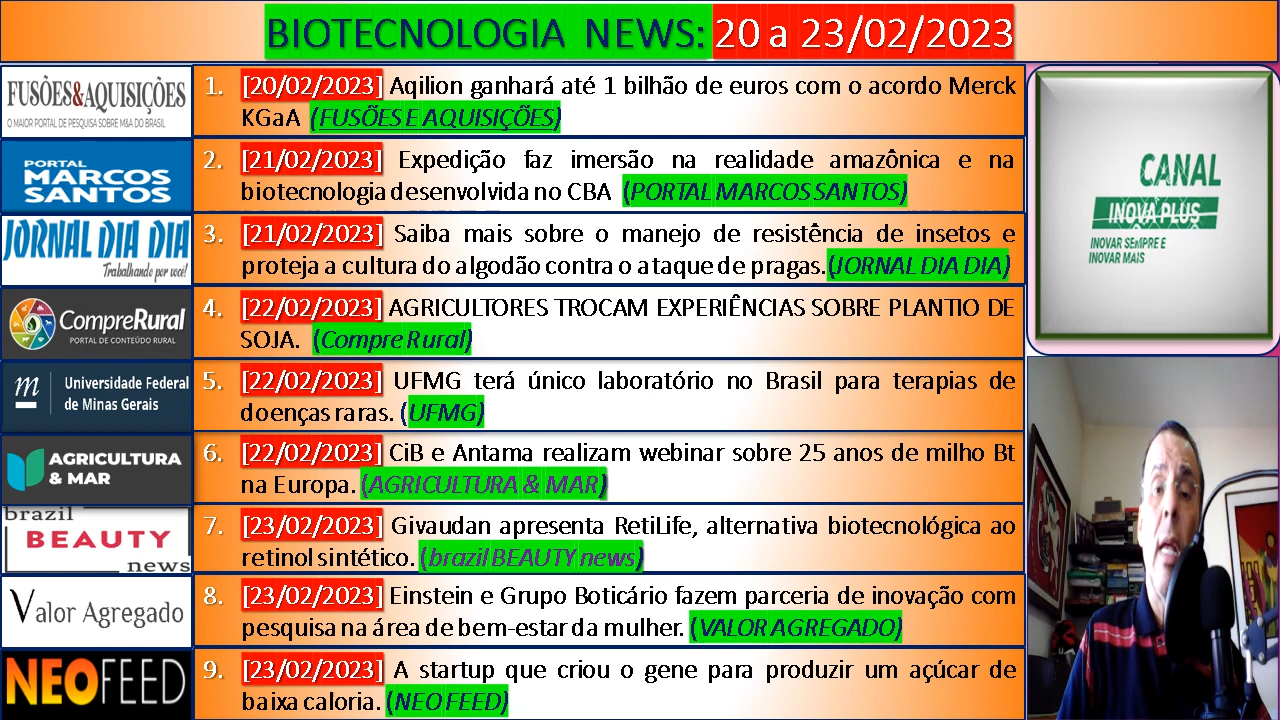 BIOTECNOLOGIA NEWS: 20 a 23/02/2023
FUSÕES&AQUISIÇÕES
O MAIOR PORTAL DE PESQUISA SOBRE M&A DO BRASIL
1. [20/02/2023] Aqilion ganhará até 1 bilhão de euros com o acordo Merck
KGaA (FUSÕES E AQUISIÇÕES)
PORTAL
MARCOS
SANTOS
2. [21/02/2023] Expedição faz imersão na realidade amazônica e na
biotecnologia desenvolvida no CBA (PORTAL MARCOS SANTOS)
JORNAL DIA DIA
Trabalhando por você!
3. [21/02/2023] Saiba mais sobre o manejo de resistência de insetos e
proteja a cultura do algodão contra o ataque de pragas.(JORNAL DIA DIA)
CompreRural
PORTAL DE CONTEÚDO RURAL
4. [22/02/2023] AGRICULTORES TROCAM EXPERIÊNCIAS SOBRE PLANTIO DE
SOJA. (Compre Rural)
m
Universidade Federal
de Minas Gerais
5. [22/02/2023] UFMG terá único laboratório no Brasil para terapias de
doenças raras. (UFMG)
AGRICULTURA
& MAR
6. [22/02/2023] CiB e Antama realizam webinar sobre 25 anos de milho Bt
na Europa. (AGRICULTURA & MAR)
brazil
BEAUTY
news
7. [23/02/2023] Givaudan apresenta RetiLife, alternativa biotecnológica ao
retinol sintético. (brazil BEAUTY news)
Valor Agregado
8. [23/02/2023] Einstein e Grupo Boticário fazem parceria de inovação com
pesquisa na área de bem-estar da mulher. (VALOR AGREGADO)
NEOFEED
9. [23/02/2023] A startup que criou o gene para produzir um açúcar de
baixa caloria. (NEO FEED)
CANAL
INOVA PLUS
INOVAR SEMPRE E
INOVAR MAIS